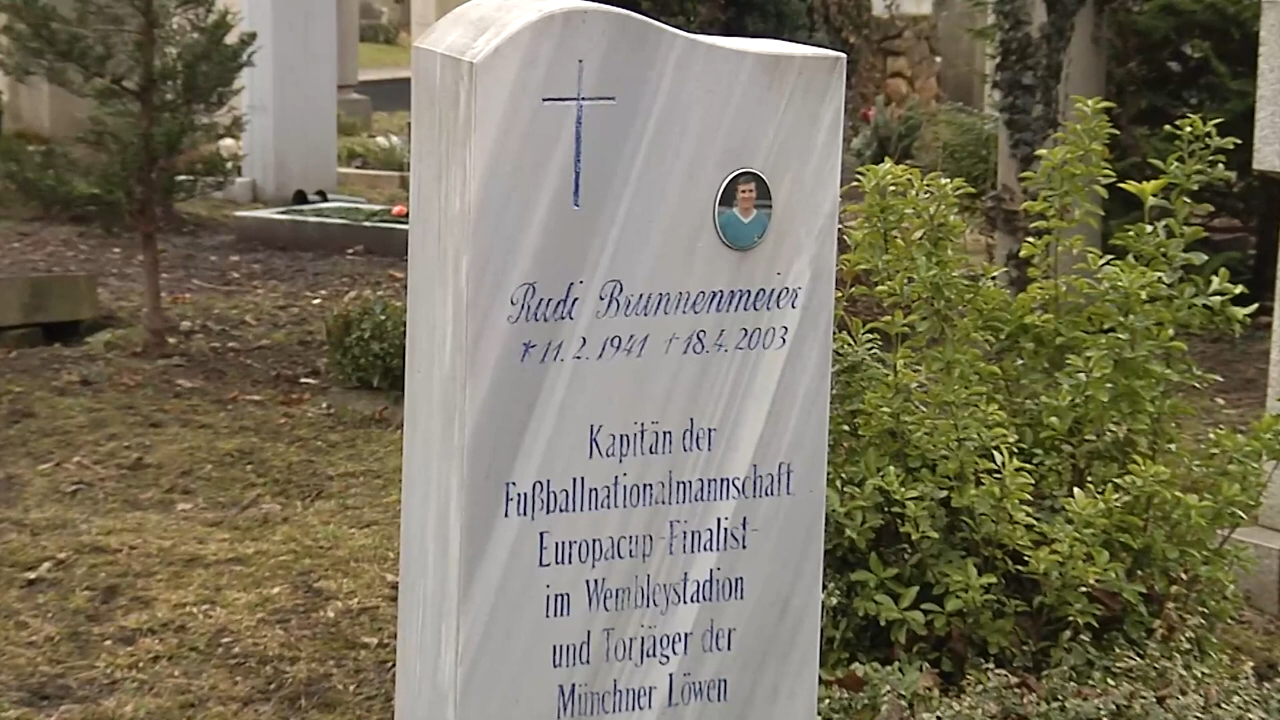 Rudi Brunnenmeier
* 11. 2. 1941 † 18. 4. 2003
Kapitän der
Fußballnationalmannschaft
Europacup-Finalist-
im Wembleystadion
und Torjäger der
Münchner Löwen